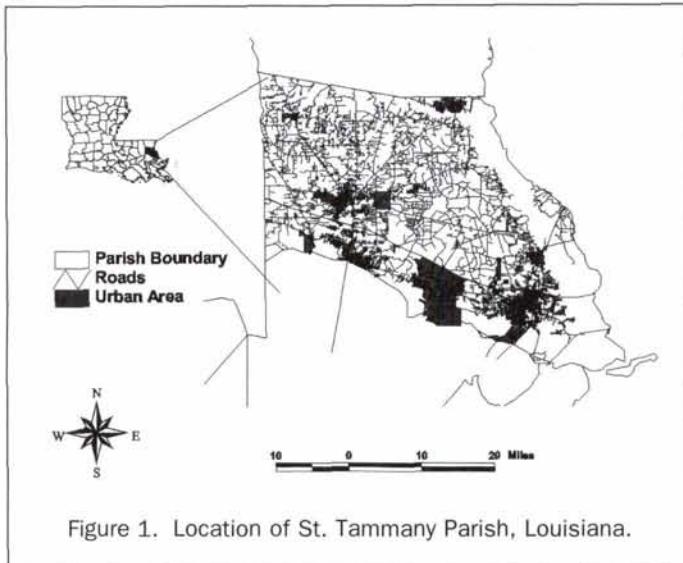 Parish Boundary
Roads
Urban Area
N
W E
S
10 0 10 20 Miles
Figure 1. Location of St. Tammany Parish, Louisiana.